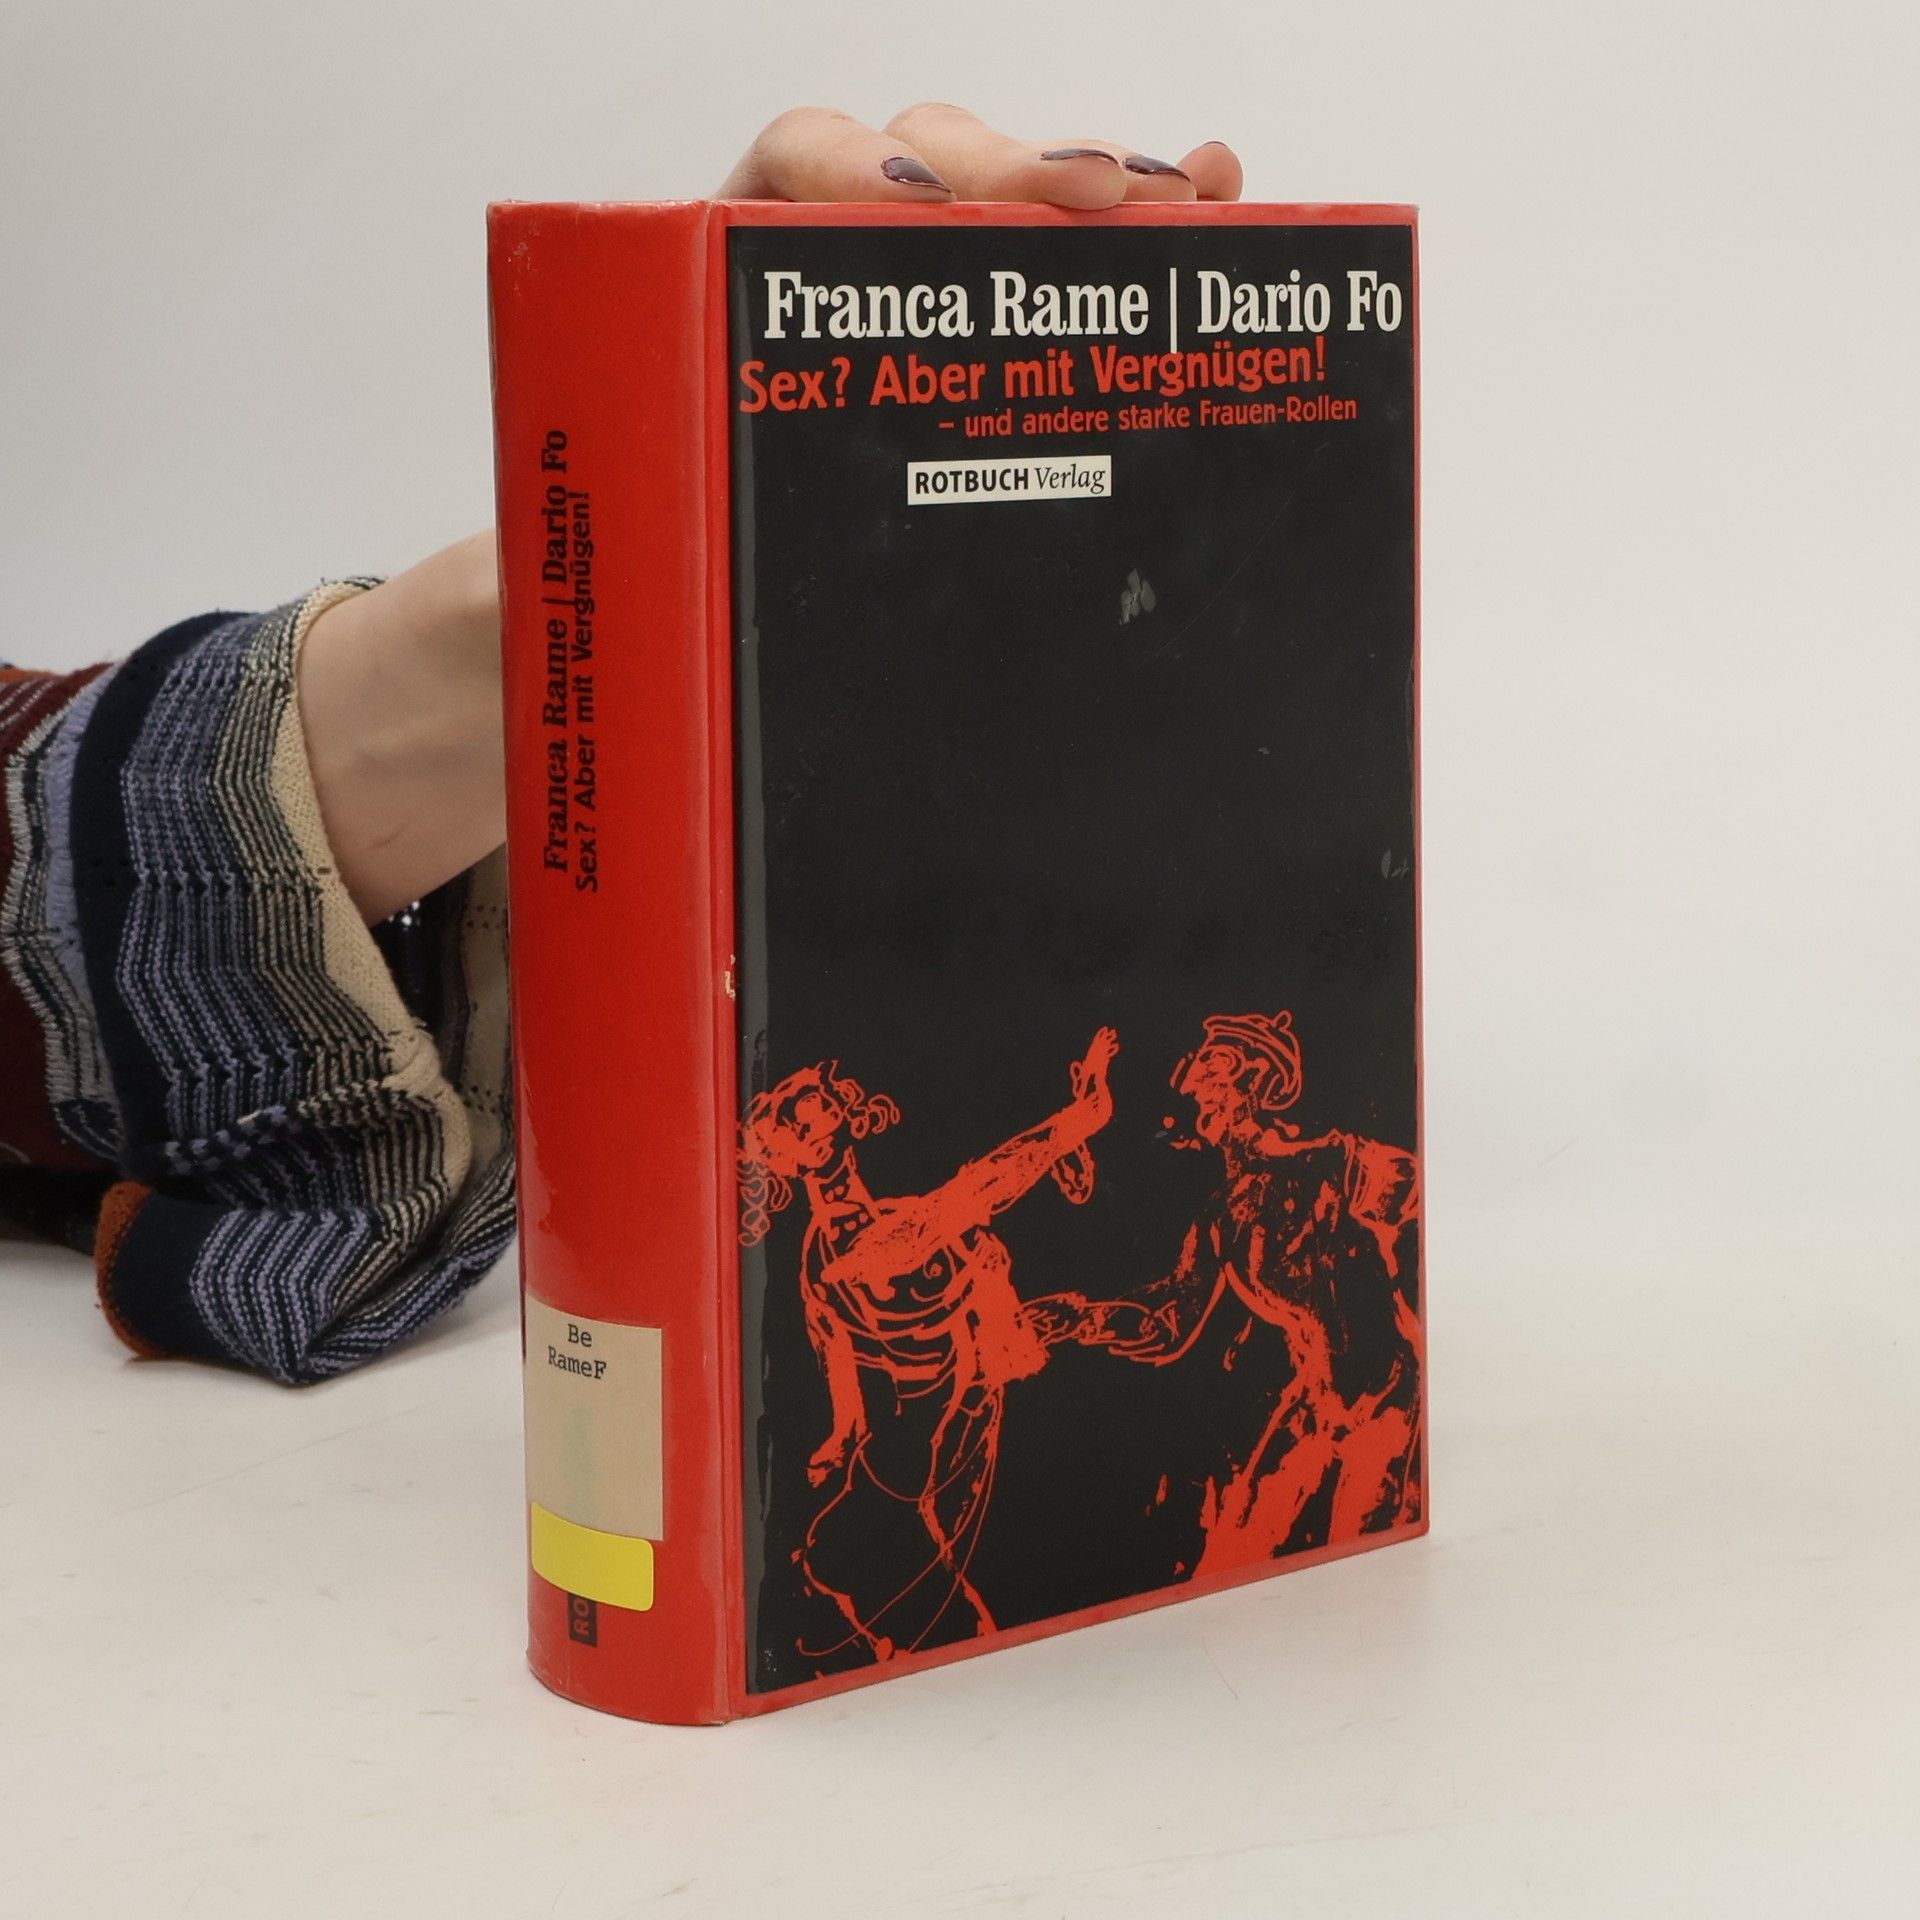 Franca Rame | Dario Fo
Sex? Aber mit Vergnügen!
– und andere starke Frauen-Rollen
ROTBUCH Verlag
Franca Rame | Dario Fo
Sex? Aber mit Vergnügen!
Be
RameF
RO